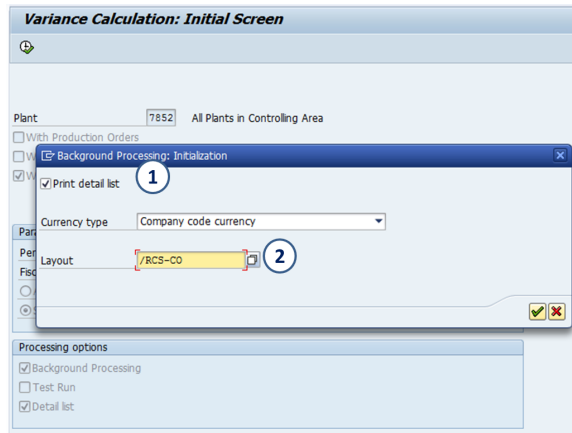 Variance Calculation: Initial Screen
Plant 7852 All Plants in Controlling Area
With Production Orders
W
Background Processing: Initialization
W
Print detail list 1
Currency type Company code currency
Para
Per
Layout /RCS-CO 2
Fisc
A
S
Processing options
Background Processing
Test Run
Detail list